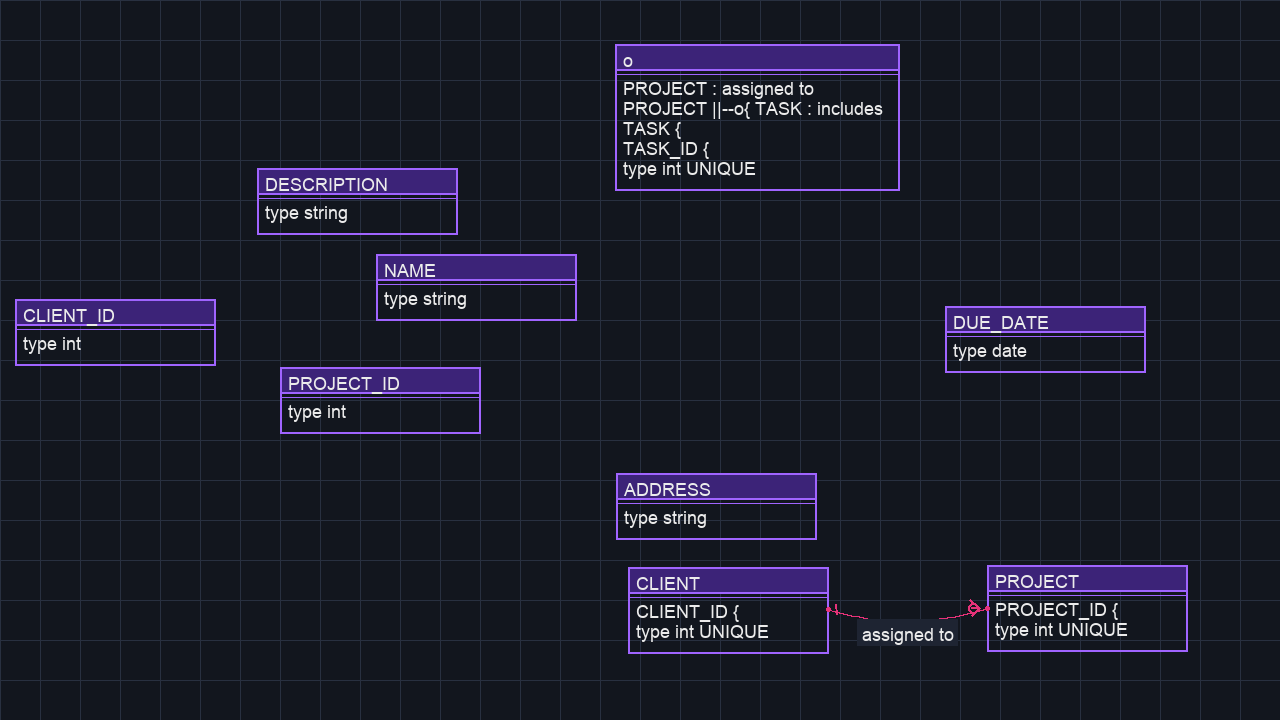 o
PROJECT : assigned to
PROJECT ||--o{ TASK : includes
TASK {
TASK_ID {
type int UNIQUE
DESCRIPTION
type string
NAME
type string
CLIENT_ID
type int
DUE_DATE
type date
PROJECT_ID
type int
ADDRESS
type string
CLIENT
CLIENT_ID {
type int UNIQUE
assigned to
PROJECT
PROJECT_ID {
type int UNIQUE